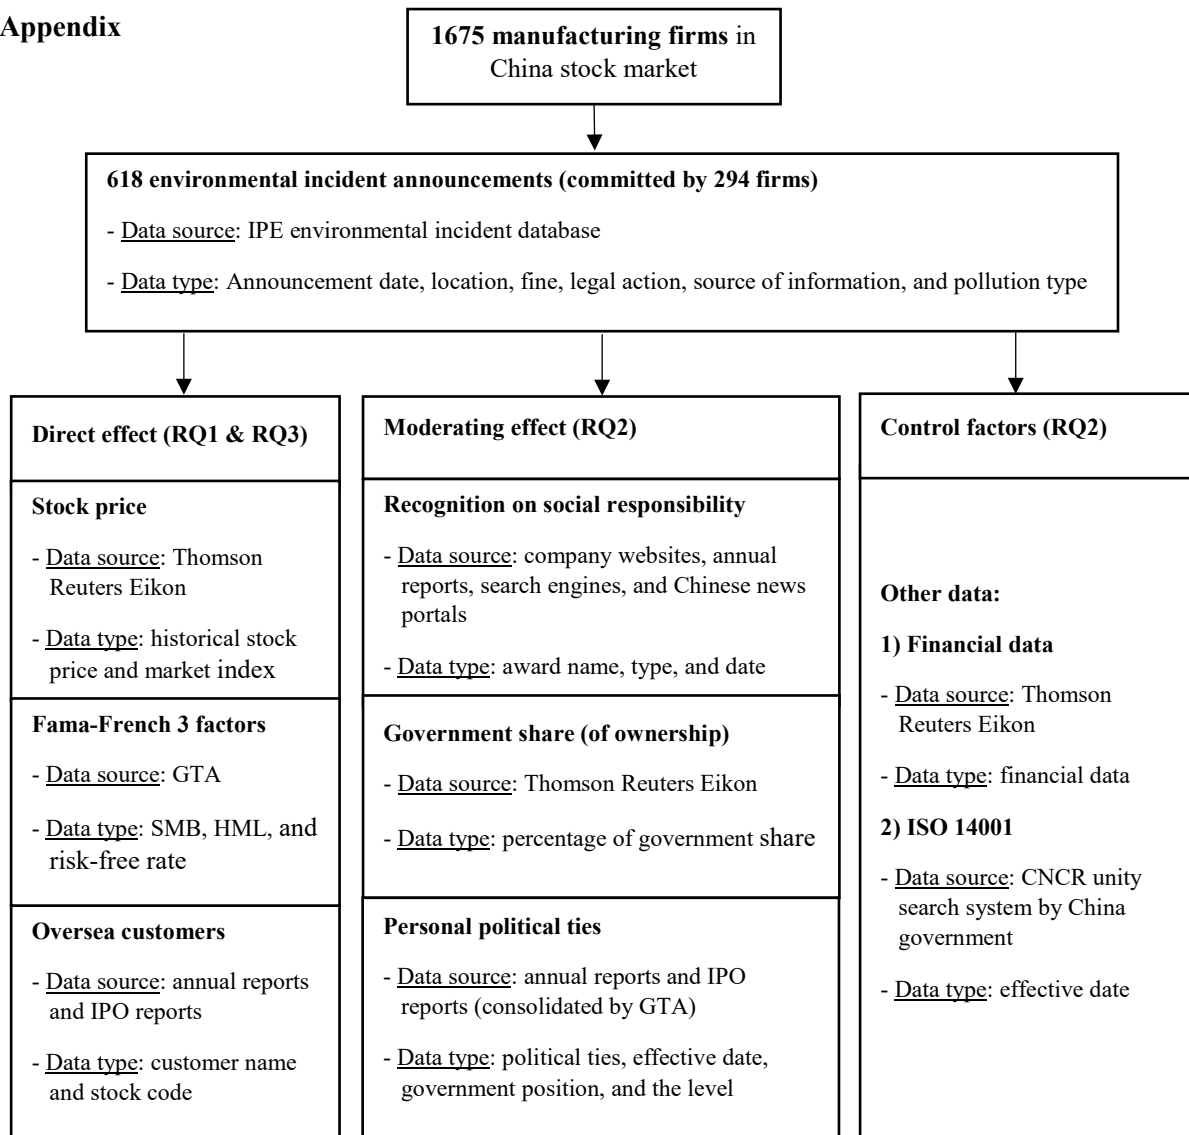 Appendix
1675 manufacturing firms in
China stock market
618 environmental incident announcements (committed by 294 firms)
- Data source: IPE environmental incident database
- Data type: Announcement date, location, fine, legal action, source of information, and pollution type
Direct effect (RQ1 & RQ3)
Stock price
- Data source: Thomson
Reuters Eikon
- Data type: historical stock
price and market index
Fama-French 3 factors
- Data source: GTA
- Data type: SMB, HML, and
risk-free rate
Oversea customers
- Data source: annual reports
and IPO reports
- Data type: customer name
and stock code
Moderating effect (RQ2)
Recognition on social responsibility
- Data source: company websites, annual
reports, search engines, and Chinese news
portals
- Data type: award name, type, and date
Government share (of ownership)
- Data source: Thomson Reuters Eikon
- Data type: percentage of government share
Personal political ties
- Data source: annual reports and IPO
reports (consolidated by GTA)
- Data type: political ties, effective date,
government position, and the level
Control factors (RQ2)
Other data:
1) Financial data
- Data source: Thomson
Reuters Eikon
- Data type: financial data
2) ISO 14001
- Data source: CNCR unity
search system by China
government
- Data type: effective date